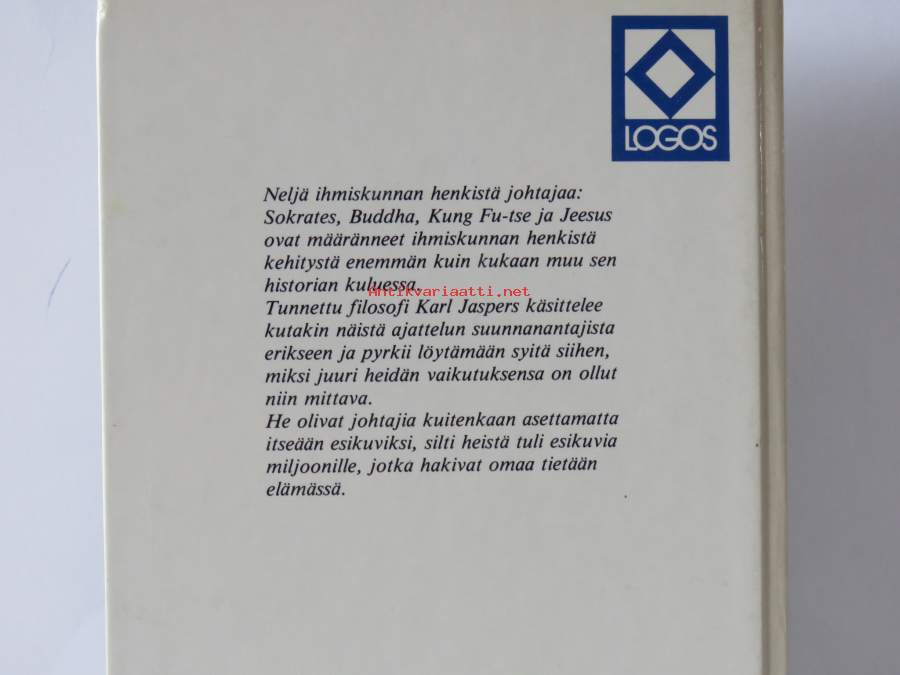 LOGOS
Neljä ihmiskunnan henkistä johtajaa:
Sokrates, Buddha, Kung Fu-tse ja Jeesus
ovat määränneet ihmiskunnan henkistä
kehitystä enemmän kuin kukaan muu sen
historian kuluessa.
Antikvariaatti.net
Tunnettu filosofi Karl Jaspers käsittelee
kutakin näistä ajattelun suunnanantajista
erikseen ja pyrkii löytämään syitä siihen,
miksi juuri heidän vaikutuksensa on ollut
niin mittava.
He olivat johtajia kuitenkaan asettamatta
itseään esikuviksi, silti heistä tuli esikuvia
miljoonille, jotka hakivat omaa tietään
elämässä.